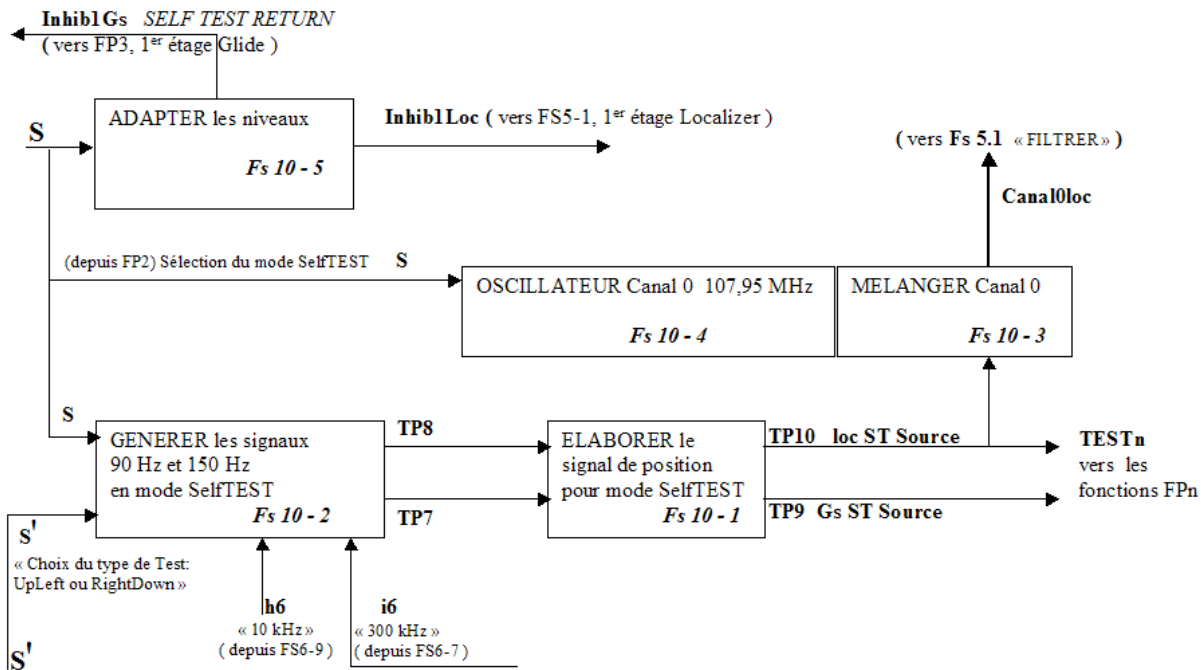 Inhib1Gs SELF TEST RETURN
( vers FP3, 1er étage Glide )
S
ADAPTER les niveaux
Fs 10 - 5
Inhib1Loc ( vers FS5-1, 1er étage Localizer )
( vers Fs 5.1 « FILTRER » )
Canal0loc
(depuis FP2) Sélection du mode SelfTEST S
OSCILLATEUR Canal 0 107,95 MHz
Fs 10 - 4
MELANGER Canal 0
Fs 10 - 3
S
GENERER les signaux
90 Hz et 150 Hz
en mode SelfTEST
Fs 10 - 2
TP8
TP7
ELABORER le
signal de position
pour mode SelfTEST
Fs 10 - 1
TP10 loc ST Source
TP9 Gs ST Source
TESTn
vers les
fonctions FPn
S'
« Choix du type de Test:
UpLeft ou RightDown »
S'
h6
« 10 kHz »
( depuis FS6-9 )
i6
« 300 kHz »
( depuis FS6-7 )